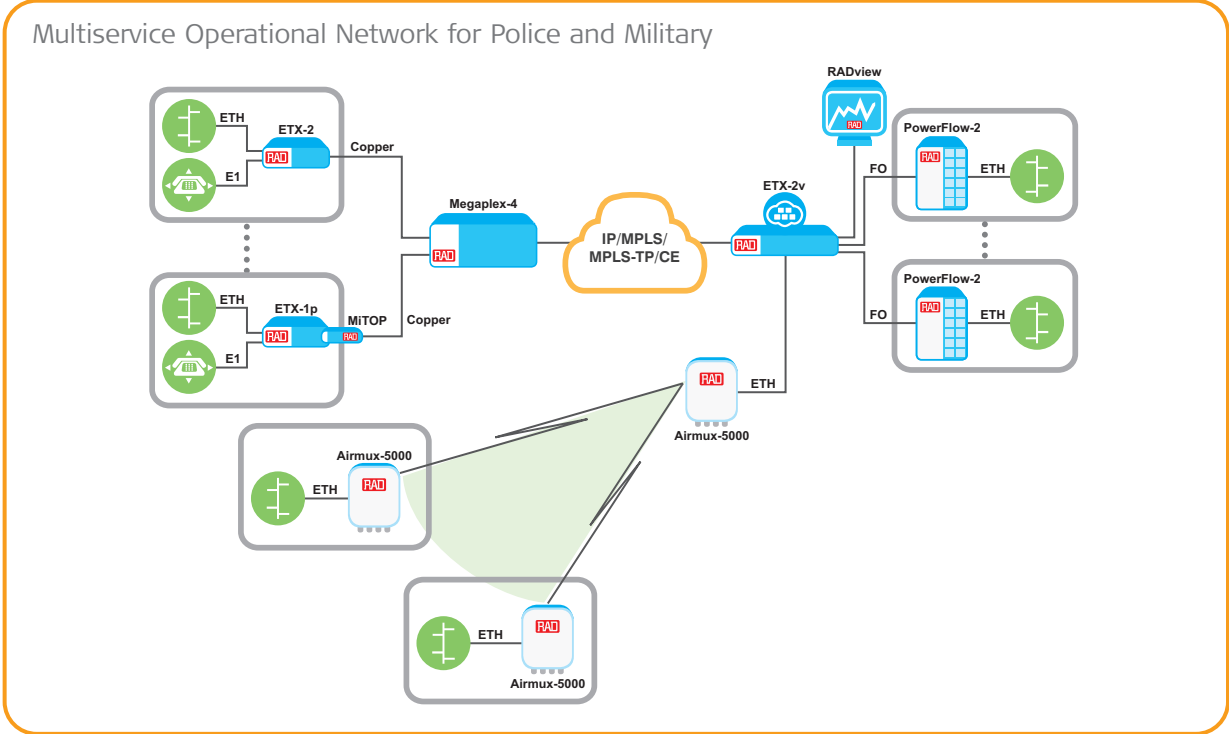 Multiservice Operational Network for Police and Military
RADview
RAD
ETH
ETX-2
RAD
E1
Copper
Megaplex-4
RAD
IP/MPLS/
MPLS-TP/CE
ETX-2v
RAD
PowerFlow-2
FO
RAD
ETH
ETH
ETX-1p
RAD
MiTOP
RAD
E1
Copper
PowerFlow-2
FO
RAD
ETH
RAD
ETH
Airmux-5000
Airmux-5000
ETH
RAD
ETH
RAD
Airmux-5000